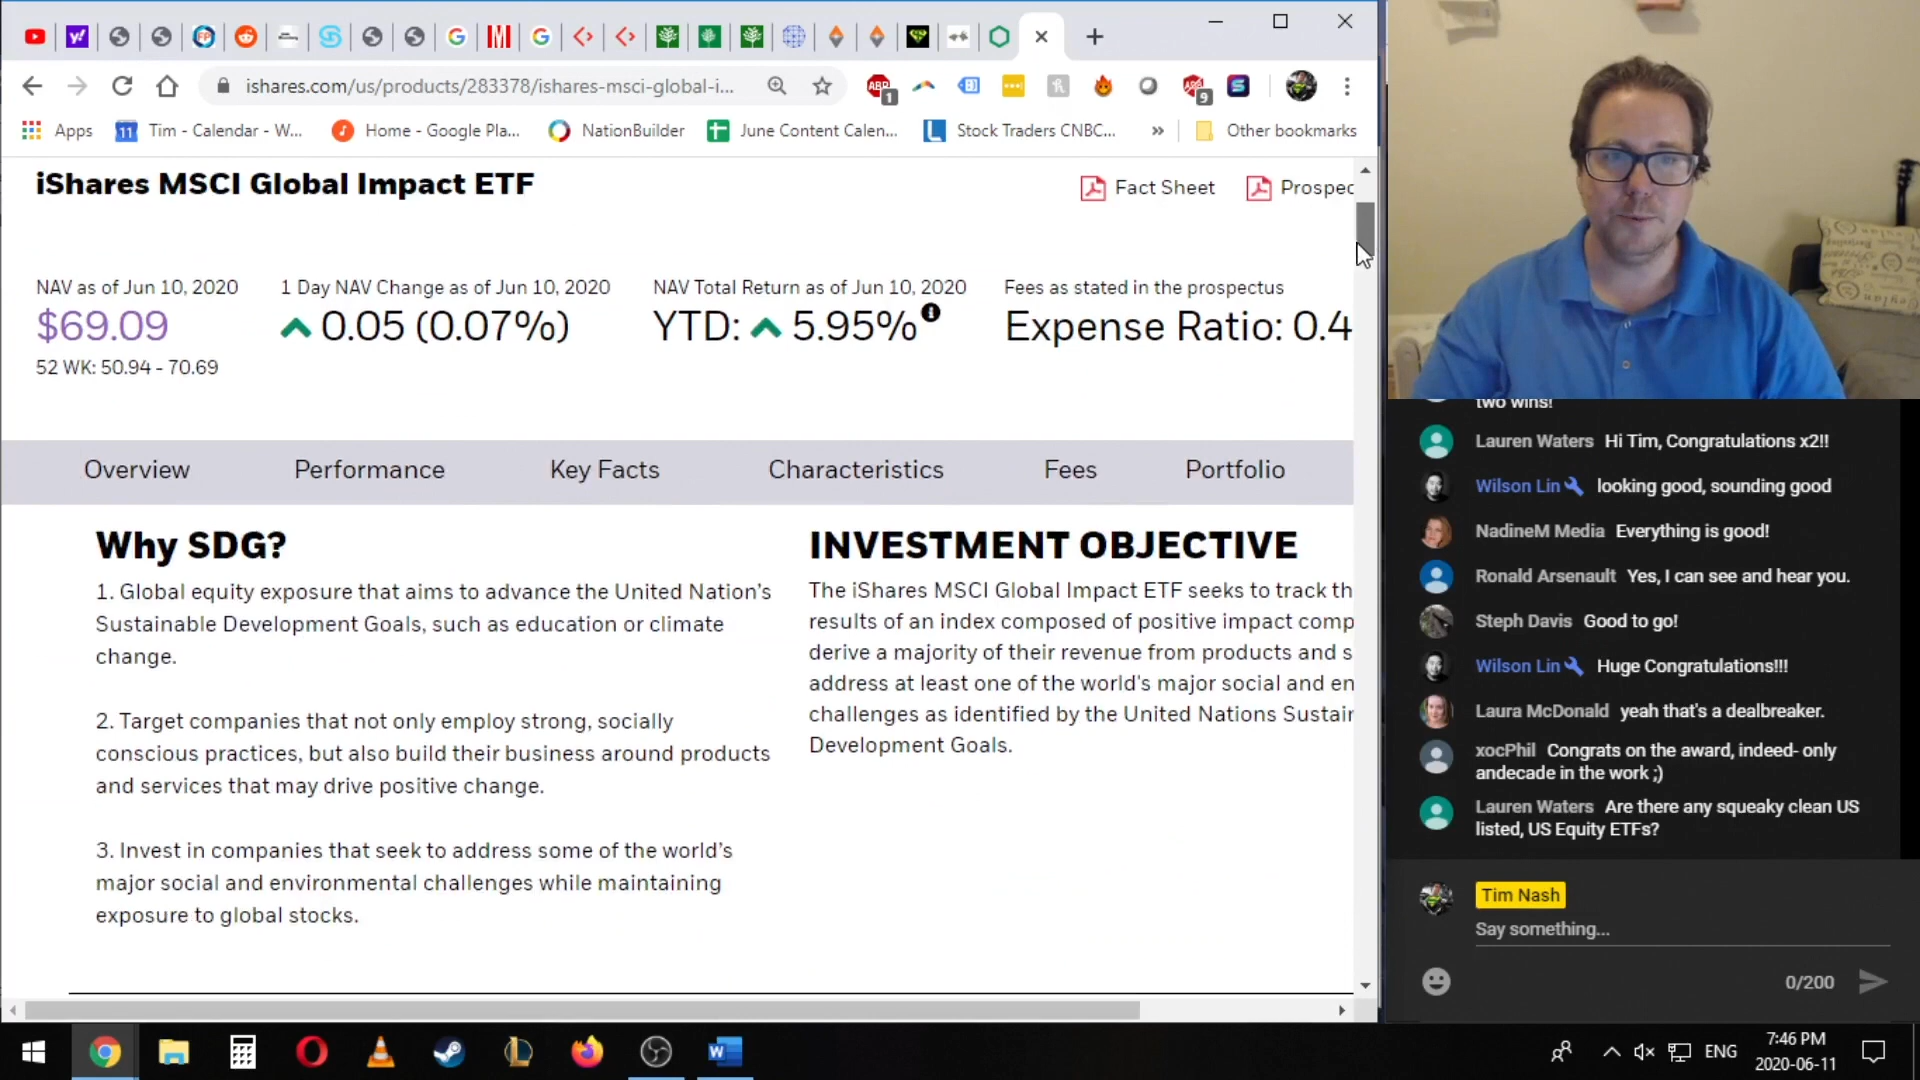 ishares.com/us/products/283378/ishares-msci-global-i...
ABP
1
9
Apps
11
Tim - Calendar - W...
Home - Google Pla...
NationBuilder
June Content Calen...
Stock Traders CNBC...
»
Other bookmarks
iShares MSCI Global Impact ETF
Fact Sheet
Prospec
NAV as of Jun 10, 2020
$69.09
52 WK: 50.94 - 70.69
1 Day NAV Change as of Jun 10, 2020
0.05 (0.07%)
NAV Total Return as of Jun 10, 2020
YTD: 5.95%
Fees as stated in the prospectus
Expense Ratio: 0.4
Overview
Performance
Key Facts
Characteristics
Fees
Portfolio
Why SDG?
1. Global equity exposure that aims to advance the United Nation's
Sustainable Development Goals, such as education or climate
change.
2. Target companies that not only employ strong, socially
conscious practices, but also build their business around products
and services that may drive positive change.
3. Invest in companies that seek to address some of the world's
major social and environmental challenges while maintaining
exposure to global stocks.
INVESTMENT OBJECTIVE
The iShares MSCI Global Impact ETF seeks to track th
results of an index composed of positive impact comp
derive a majority of their revenue from products and s
address at least one of the world's major social and en
challenges as identified by the United Nations Sustain
Development Goals.
two wins!
Lauren Waters Hi Tim, Congratulations x2!!
Wilson Lin looking good, sounding good
NadineM Media Everything is good!
Ronald Arsenault Yes, I can see and hear you.
Steph Davis Good to go!
Wilson Lin Huge Congratulations!!!
Laura McDonald yeah that's a dealbreaker.
xocPhil Congrats on the award, indeed- only
andecade in the work ;)
Lauren Waters Are there any squeaky clean US
listed, US Equity ETFs?
Tim Nash
Say something...
0/200
ENG
7:46 PM
2020-06-11